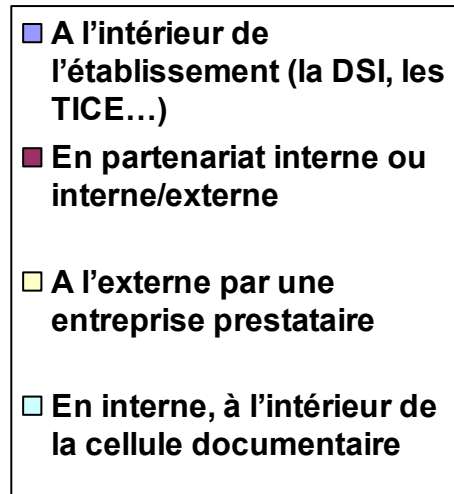 A l’intérieur de
l’établissement (la DSI, les
TICE…)
En partenariat interne ou
interne/externe
A l’externe par une
entreprise prestataire
En interne, à l’intérieur de
la cellule documentaire